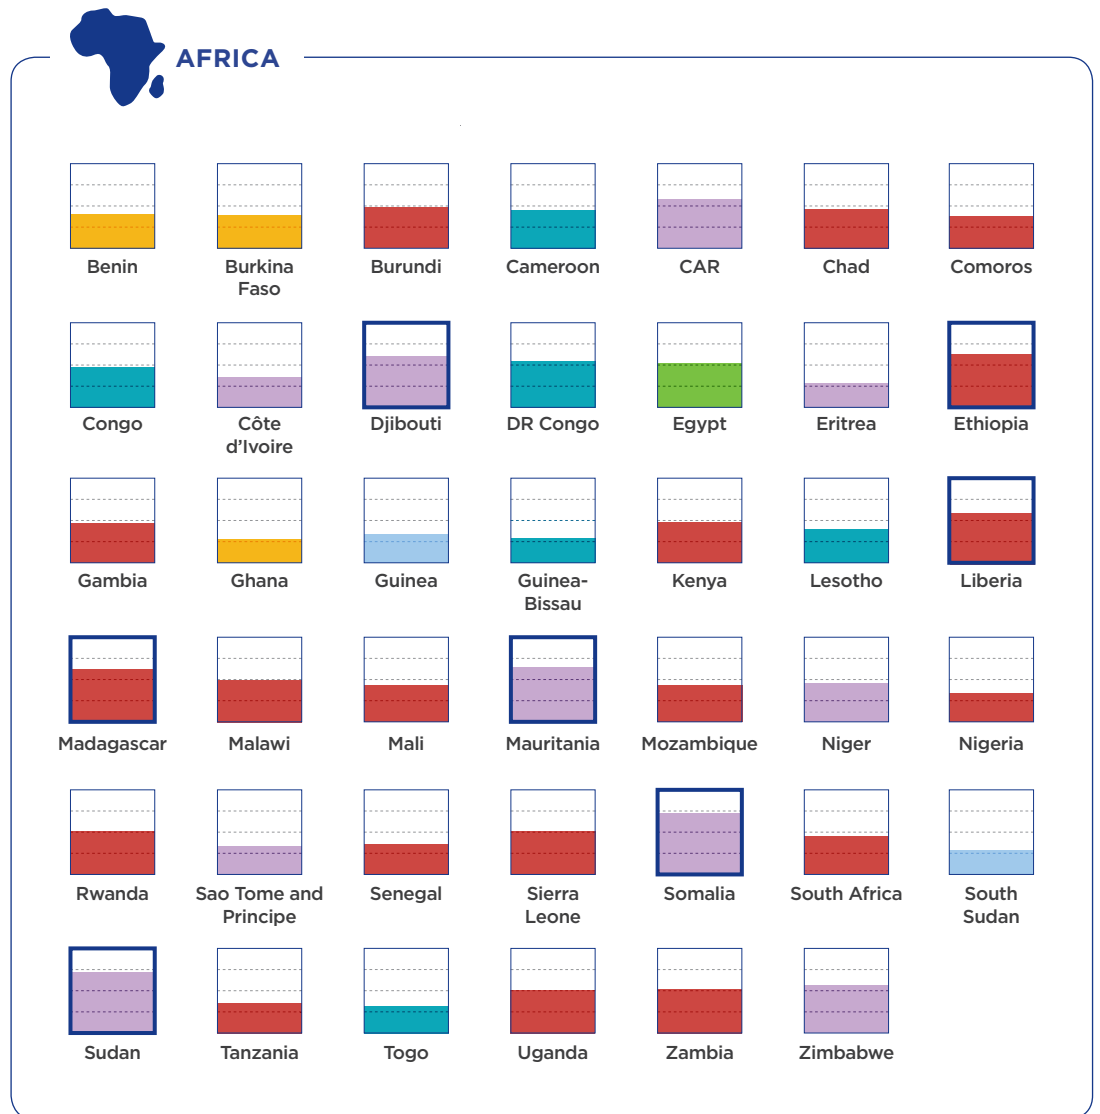 AFRICA
Benin
Burkina
Faso
Burundi
Cameroon
CAR
Chad
Comoros
Congo
Côte
d'Ivoire
Djibouti
DR Congo
Egypt
Eritrea
Ethiopia
Gambia
Ghana
Guinea
Guinea-
Bissau
Kenya
Lesotho
Liberia
Madagascar
Malawi
Mali
Mauritania
Mozambique
Niger
Nigeria
Rwanda
Sao Tome and
Principe
Senegal
Sierra
Leone
Somalia
South Africa
South
Sudan
Sudan
Tanzania
Togo
Uganda
Zambia
Zimbabwe